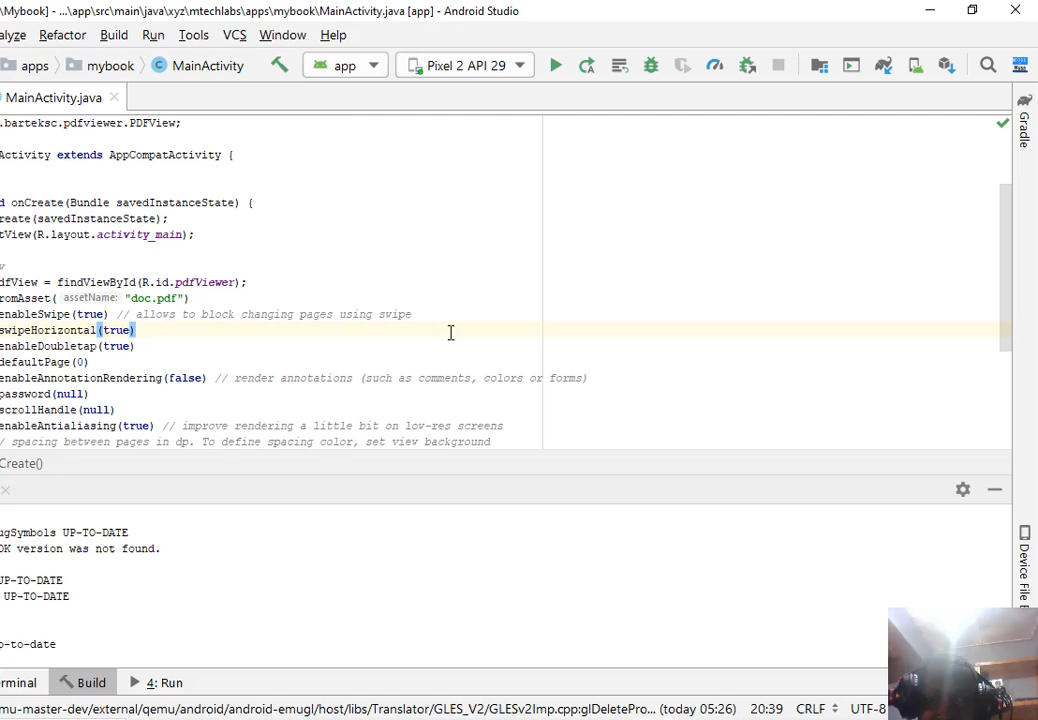 [Mybook] - ...\app\src\main\java\xyz\mtechlabs\apps\mybook\MainActivity.java [app] - Android Studio
alyze Refactor Build Run Tools VCS Window Help
apps mybook MainActivity app Pixel 2 API 29
MainActivity.java
.barteksc.pdfviewer.PDFView;
Activity extends AppCompatActivity {
d onCreate(Bundle savedInstanceState) {
reate(savedInstanceState);
tView(R.layout.activity_main);
w
dfView = findViewById(R.id.pdfViewer);
romAsset( assetName: "doc.pdf")
enableSwipe(true) // allows to block changing pages using swipe
swipeHorizontal(true)
enableDoubletap(true)
defaultPage(0)
enableAnnotationRendering(false) // render annotations (such as comments, colors or forms)
password(null)
scrollHandle(null)
enableAntialiasing(true) // improve rendering a little bit on low-res screens
/ spacing between pages in dp. To define spacing color, set view background
Create()
ugSymbols UP-TO-DATE
DK version was not found.
UP-TO-DATE
UP-TO-DATE
p-to-date
rminal Build 4: Run
mu-master-dev/external/qemu/android/android-emugl/host/libs/Translator/GLES_V2/GLESv2Imp.cpp:glDeletePro... (today 05:26) 20:39 CRLF UTF-8
Gradle
Device File E